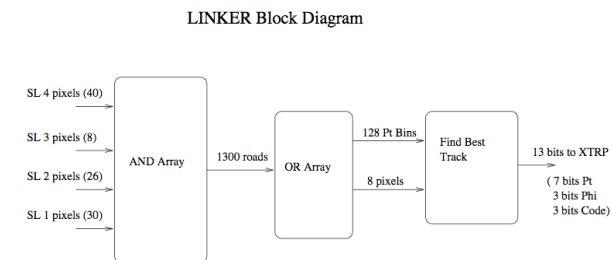 LINKER Block Diagram
SL 4 pixels (40)
SL 3 pixels (8)
SL 2 pixels (26)
SL 1 pixels (30)
AND Array
1300 roads
OR Array
128 Pt Bins
8 pixels
Find Best
Track
13 bits to XTRP
( 7 bits Pt
3 bits Phi
3 bits Code)